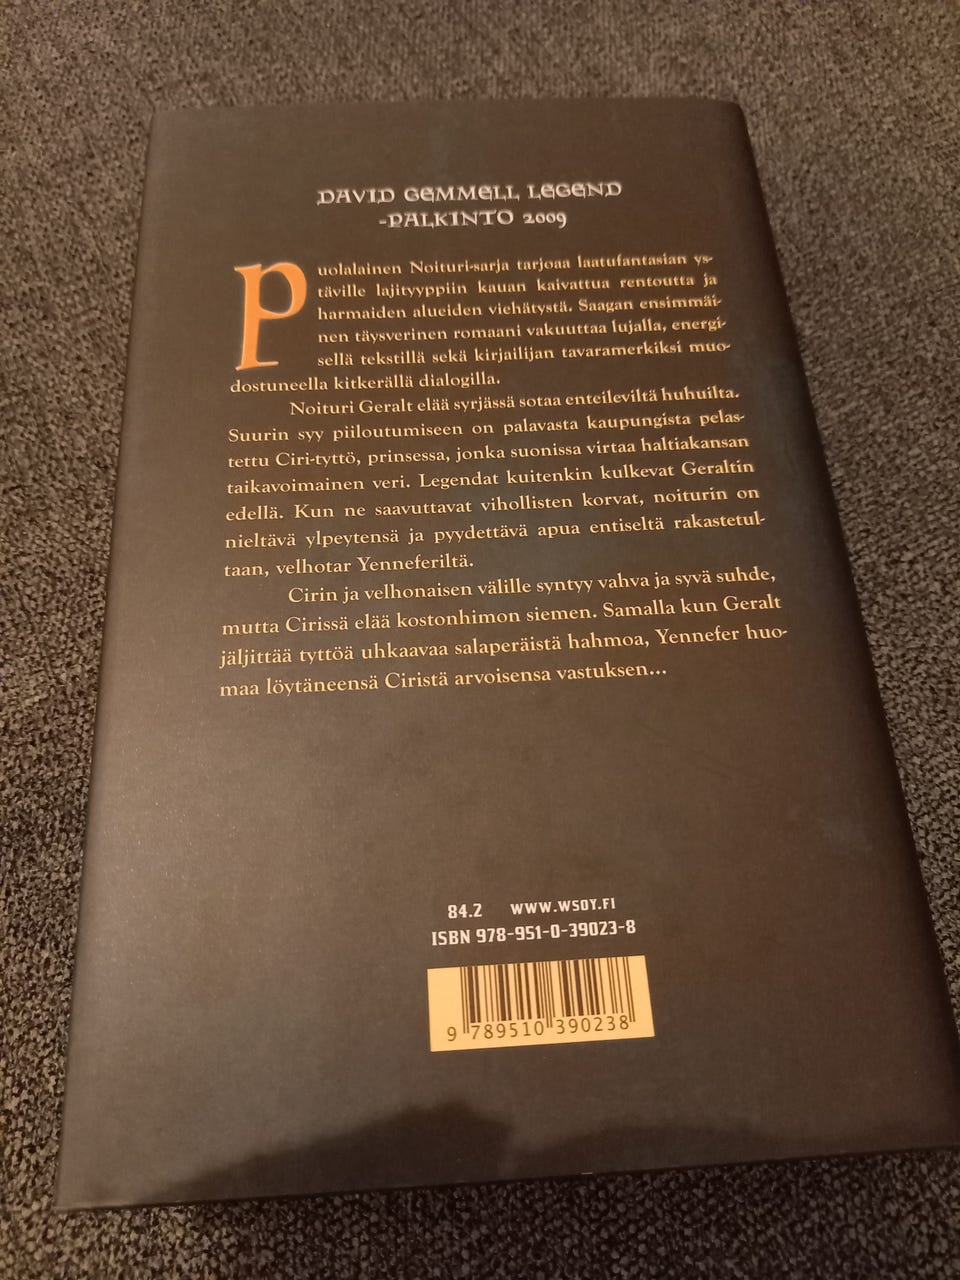 DAVID GEMMELL LEGEND
-PALKINTO 2009
Puolalainen Noituri-sarja tarjoaa laatufantasian ys-
täville lajityyppiin kauan kaivattua rentoutta ja
harmaiden alueiden viehätystä. Saagan ensimmäi-
nen täysverinen romaani vakuuttaa lujalla, energi-
sellä tekstillä sekä kirjailijan tavaramerkiksi muo-
dostuneella kitkerällä dialogilla.
Noituri Geralt elää syrjässä sotaa enteileviltä huhuilta.
Suurin syy piiloutumiseen on palavasta kaupungista pelas-
tettu Ciri-tyttö, prinsessa, jonka suonissa virtaa haltiakansan
taikavoimainen veri. Legendat kuitenkin kulkevat Geraltin
edellä. Kun ne saavuttavat vihollisten korvat, noiturin on
nieltävä ylpeytensä ja pyydettävä apua entiseltä rakastetul-
taan, velhotar Yenneferiltä.
Cirin ja velhonaisen välille syntyy vahva ja syvä suhde,
mutta Cirissä elää kostonhimon siemen. Samalla kun Geralt
jäljittää tyttöä uhkaavaa salaperäistä hahmoa, Yennefer huo-
maa löytäneensä Ciristä arvoisensa vastuksen...
84.2 WWW.WSOY.FI
ISBN 978-951-0-39023-8
9 789510 390238